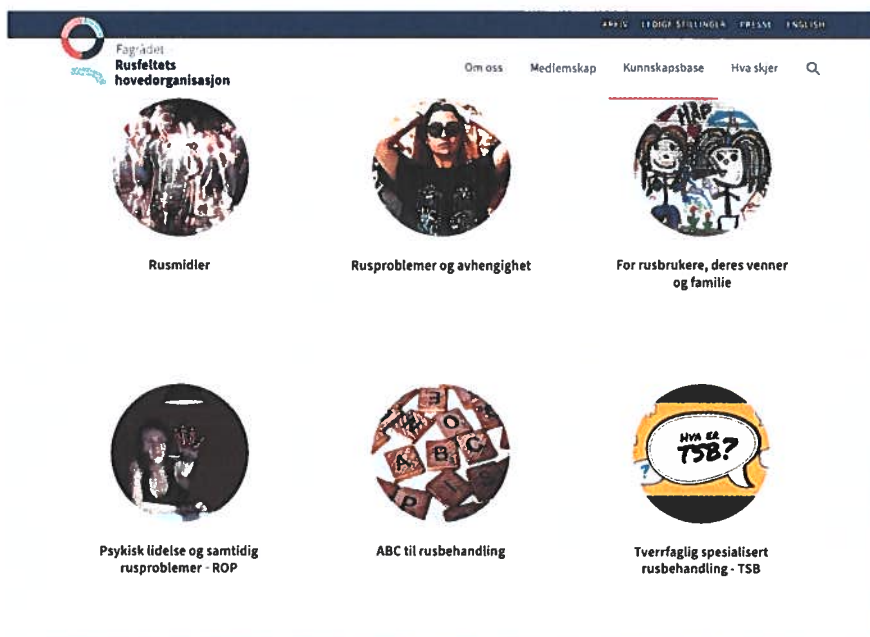 ARKIV LEDIGE STILLINGER PRESSE ENGLISH
Fagrådet -
Rusfeltets
hovedorganisasjon
Om oss Medlemskap Kunnskapsbase Hva skjer
HÅP
Rusmidler
Rusproblemer og avhengighet
For rusbrukere, deres venner
og familie
E
O
A B C
P I
HVA ER
TSB?
?
Psykisk lidelse og samtidig
rusproblemer - ROP
ABC til rusbehandling
Tverrfaglig spesialisert
rusbehandling - TSB